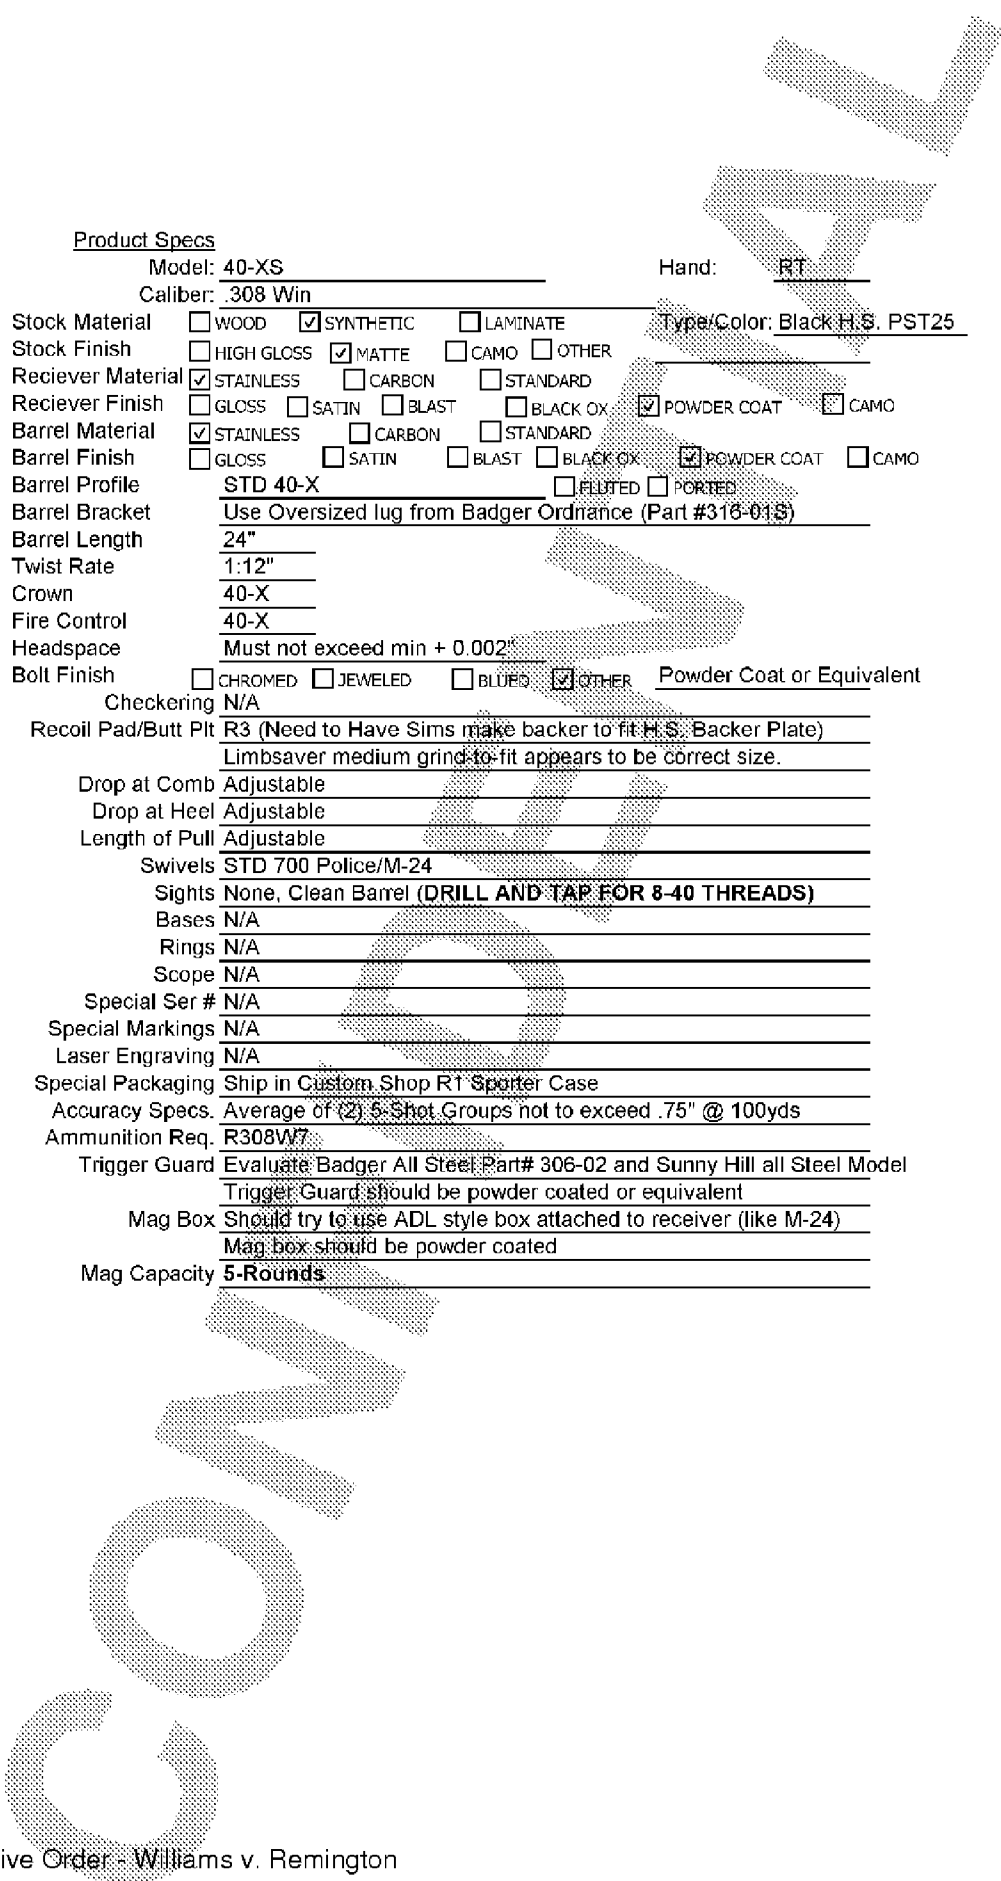 Product Specs
Model: 40-XS Hand: RT
Caliber: .308 Win
Stock Material ☐ WOOD ☑ SYNTHETIC ☐ LAMINATE Type/Color: Black H.S. PST25
Stock Finish ☐ HIGH GLOSS ☑ MATTE ☐ CAMO ☐ OTHER
Reciever Material ☑ STAINLESS ☐ CARBON ☐ STANDARD
Reciever Finish ☐ GLOSS ☐ SATIN ☐ BLAST ☐ BLACK OX ☑ POWDER COAT ☐ CAMO
Barrel Material ☑ STAINLESS ☐ CARBON ☐ STANDARD
Barrel Finish ☐ GLOSS ☐ SATIN ☐ BLAST ☐ BLACK OX ☑ POWDER COAT ☐ CAMO
Barrel Profile STD 40-X ☐ FLUTED ☐ PORTED
Barrel Bracket Use Oversized lug from Badger Ordnance (Part #316-01S)
Barrel Length 24"
Twist Rate 1:12"
Crown 40-X
Fire Control 40-X
Headspace Must not exceed min + 0.002"
Bolt Finish ☐ CHROMED ☐ JEWELED ☐ BLUED ☑ OTHER Powder Coat or Equivalent
Checkering N/A
Recoil Pad/Butt Plt R3 (Need to Have Sims make backer to fit H.S. Backer Plate)
Limbsaver medium grind-to-fit appears to be correct size.
Drop at Comb Adjustable
Drop at Heel Adjustable
Length of Pull Adjustable
Swivels STD 700 Police/M-24
Sights None, Clean Barrel (DRILL AND TAP FOR 8-40 THREADS)
Bases N/A
Rings N/A
Scope N/A
Special Ser # N/A
Special Markings N/A
Laser Engraving N/A
Special Packaging Ship in Custom Shop R1 Sporter Case
Accuracy Specs. Average of (2) 5-Shot Groups not to exceed .75" @ 100yds
Ammunition Req. R308W7
Trigger Guard Evaluate Badger All Steel Part# 306-02 and Sunny Hill all Steel Model
Trigger Guard should be powder coated or equivalent
Mag Box Should try to use ADL style box attached to receiver (like M-24)
Mag box should be powder coated
Mag Capacity 5-Rounds
ive Order - Williams v. Remington